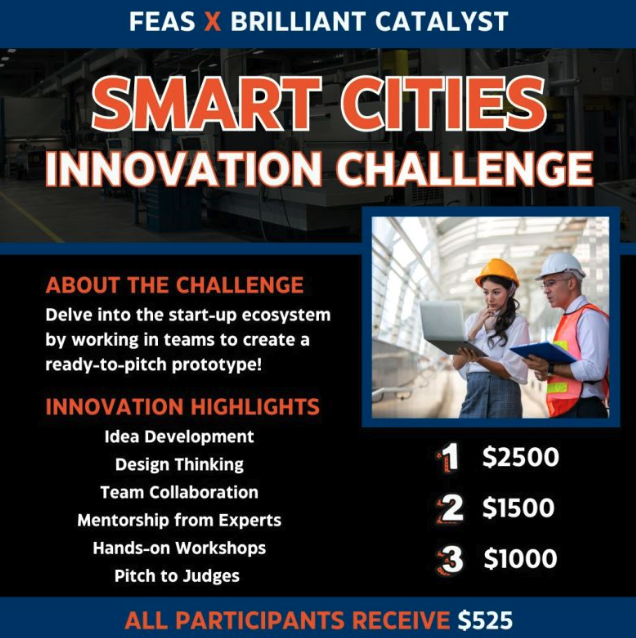 FEAS X BRILLIANT CATALYST
SMART CITIES
INNOVATION CHALLENGE
ABOUT THE CHALLENGE
Delve into the start-up ecosystem
by working in teams to create a
ready-to-pitch prototype!
INNOVATION HIGHLIGHTS
Idea Development
Design Thinking
Team Collaboration
Mentorship from Experts
Hands-on Workshops
Pitch to Judges
1 $2500
2 $1500
3 $1000
ALL PARTICIPANTS RECEIVE $525